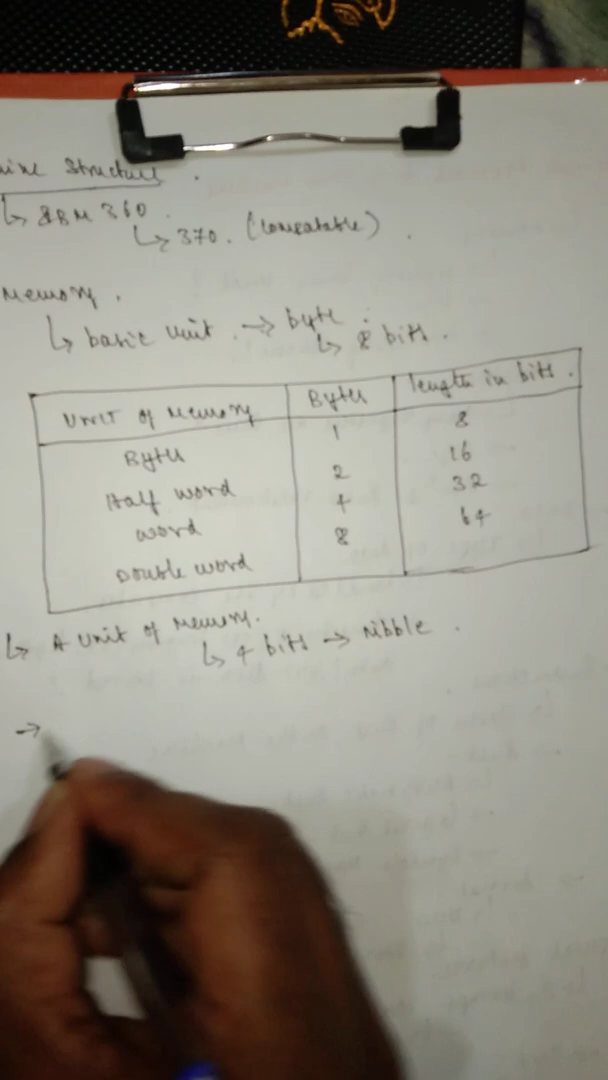 Structure .
↳ IBM 360 .
↳ 370 . (Compatable) .
Memory .
↳ basic unit . → byte .
↳ 8 bits .
Unit of Memory Bytes length in bits .
Byte 1 8
Half word 2 16
word 4 32
Double word 8 64
↳ A Unit of Memory .
↳ 4 bits → Nibble .
→